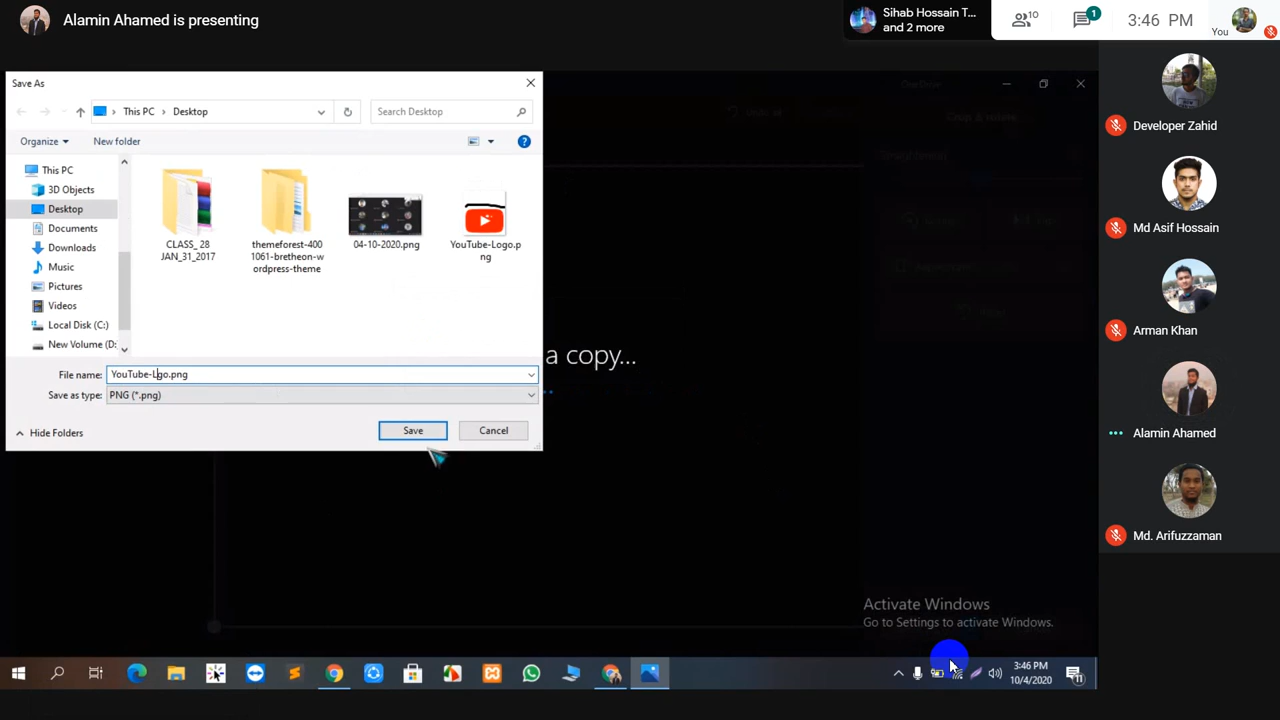 Alamin Ahamed is presenting
Sihab Hossain T...
and 2 more
10
1
3:46 PM
You
Save As
This PC
Desktop
Search Desktop
Organize
New folder
This PC
3D Objects
Desktop
Documents
Downloads
Music
Pictures
Videos
Local Disk (C:)
New Volume (D:
CLASS_ 28
JAN_31_2017
themeforest-400
1061-bretheon-w
ordpress-theme
04-10-2020.png
YouTube-Logo.p
ng
File name:
YouTube-Lgo.png
Save as type:
PNG (*.png)
Hide Folders
Save
Cancel
a copy...
Developer Zahid
Md Asif Hossain
Arman Khan
Alamin Ahamed
Md. Arifuzzaman
Activate Windows
Go to Settings to activate Windows.
3:46 PM
10/4/2020
11